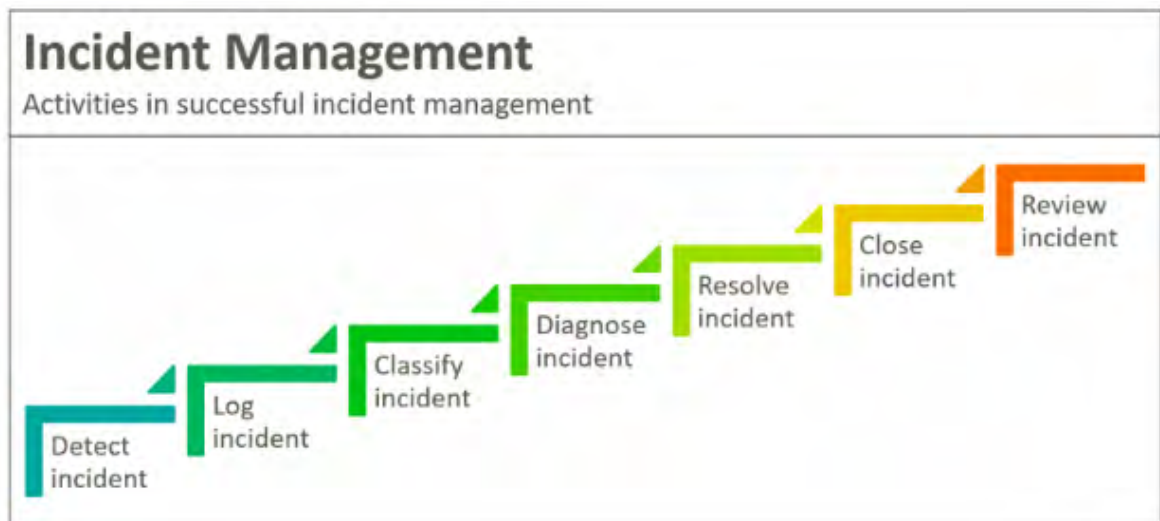 Incident Management
Activities in successful incident management
Detect
incident
Log
incident
Classify
incident
Diagnose
incident
Resolve
incident
Close
incident
Review
incident